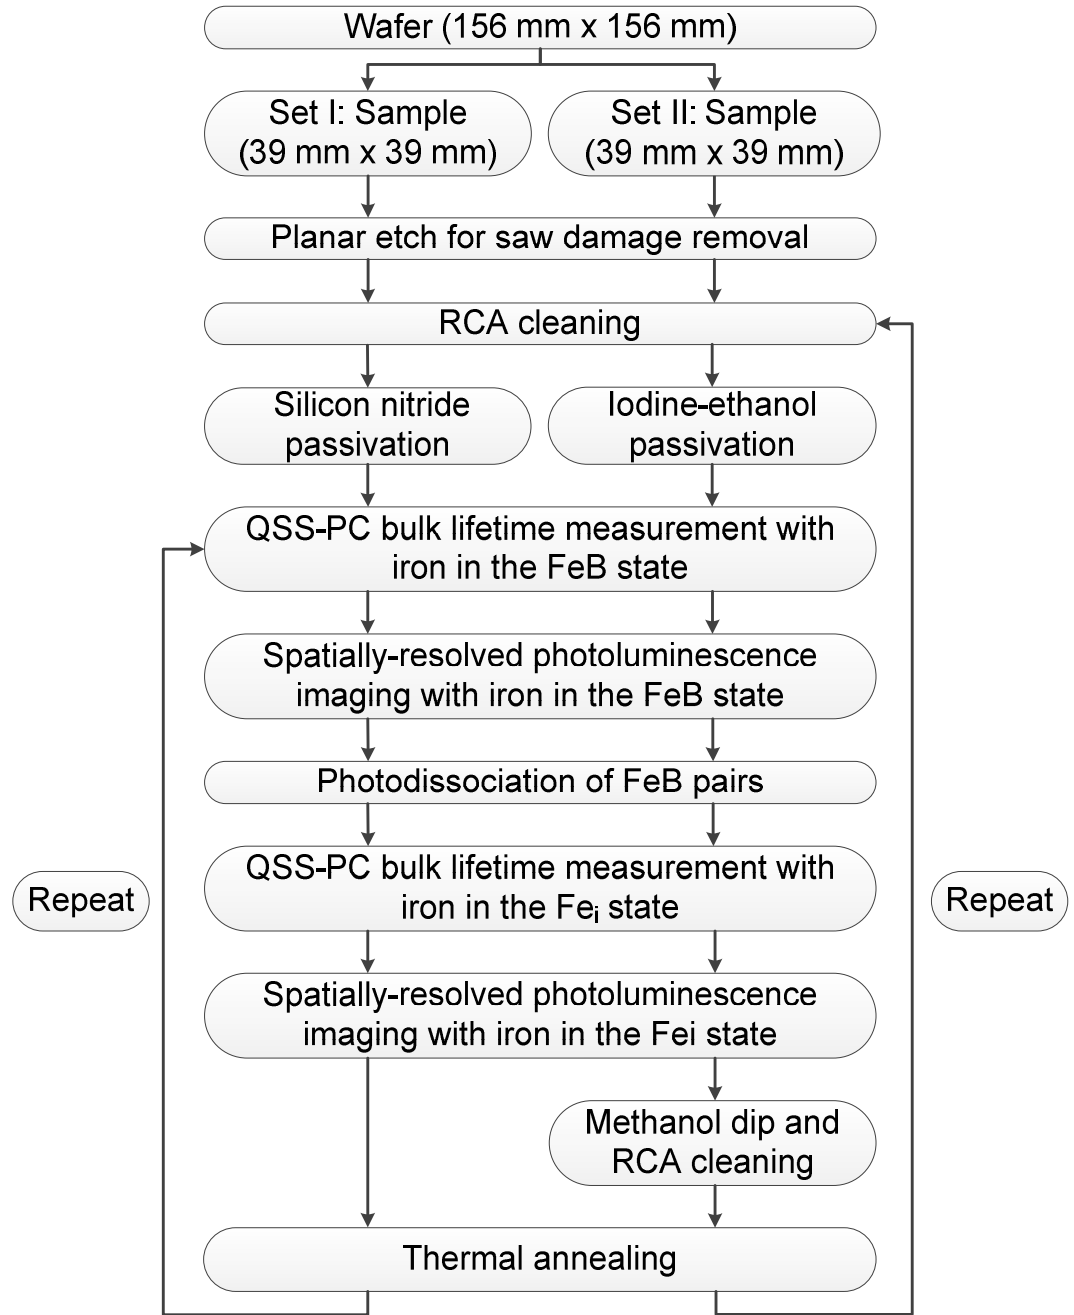 Wafer (156 mm x 156 mm)
Set I: Sample
(39 mm x 39 mm)
Set II: Sample
(39 mm x 39 mm)
Planar etch for saw damage removal
RCA cleaning
Silicon nitride
passivation
Iodine-ethanol
passivation
QSS-PC bulk lifetime measurement with
iron in the FeB state
Spatially-resolved photoluminescence
imaging with iron in the FeB state
Photodissociation of FeB pairs
QSS-PC bulk lifetime measurement with
iron in the Feᵢ state
Repeat
Repeat
Spatially-resolved photoluminescence
imaging with iron in the Fei state
Methanol dip and
RCA cleaning
Thermal annealing